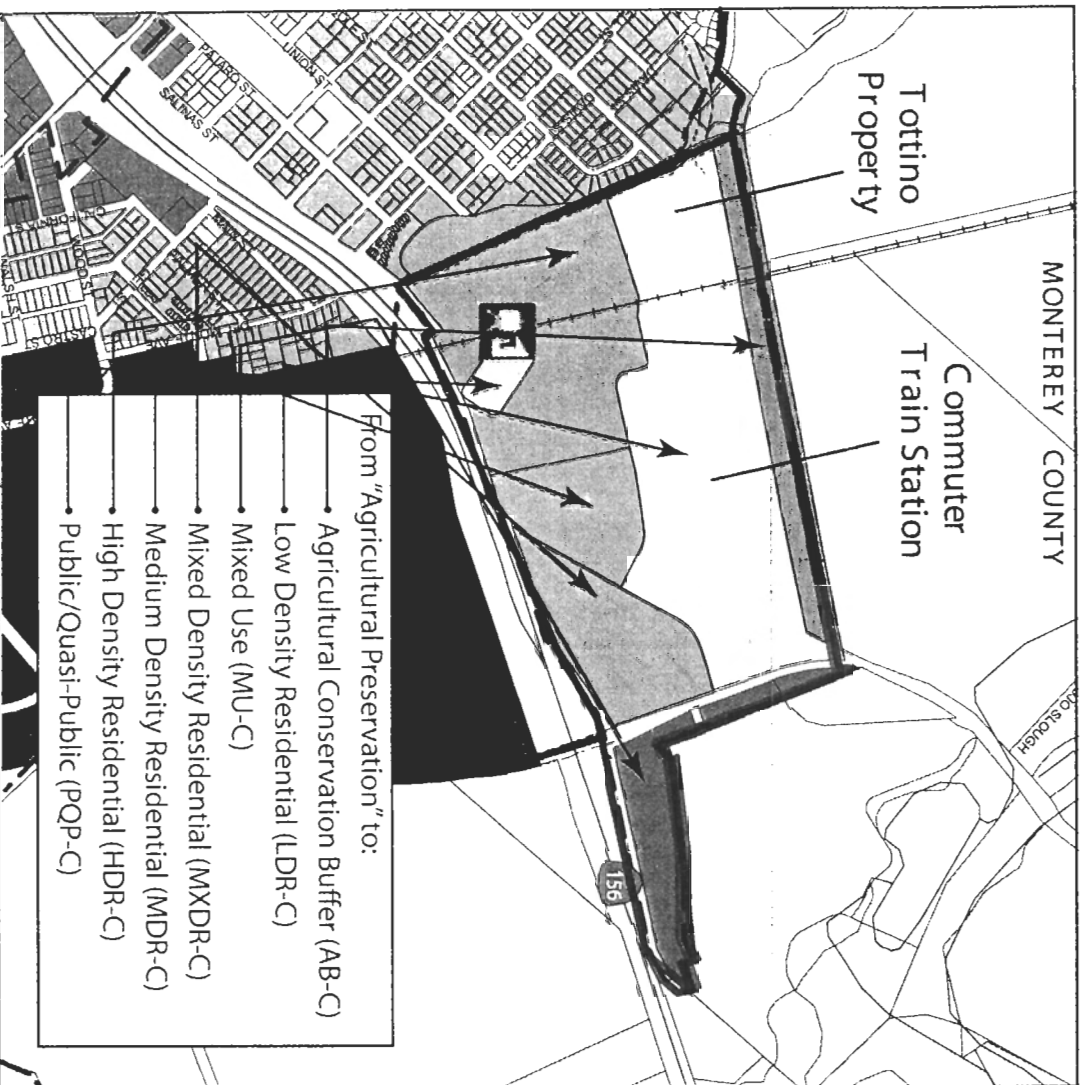 MONTEREY COUNTY
Tottino
Property
Commuter
Train Station
SLOUGH
156
UNION ST
PAJARO ST
SALINAS ST
CALIFORNIA ST
WOOD ST
CASTRO ST
From "Agricultural Preservation" to:
• Agricultural Conservation Buffer (AB-C)
• Low Density Residential (LDR-C)
• Mixed Use (MU-C)
• Mixed Density Residential (MXDR-C)
• Medium Density Residential (MDR-C)
• High Density Residential (HDR-C)
• Public/Quasi-Public (PQP-C)